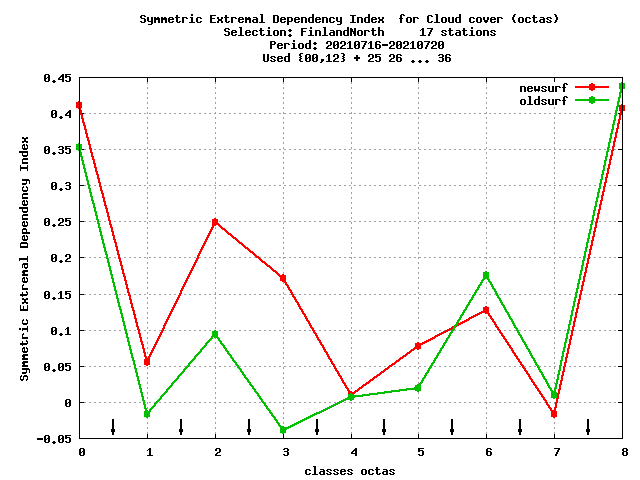 Symmetric Extremal Dependency Index  for Cloud cover (octas)
Selection: FinlandNorth     17 stations
Period: 20210716-20210720
Used {00,12} + 25 26 ... 36
newsurf
oldsurf
Symmetric Extremal Dependency Index
0.45
0.4
0.35
0.3
0.25
0.2
0.15
0.1
0.05
0
-0.05
0 1 2 3 4 5 6 7 8
classes octas